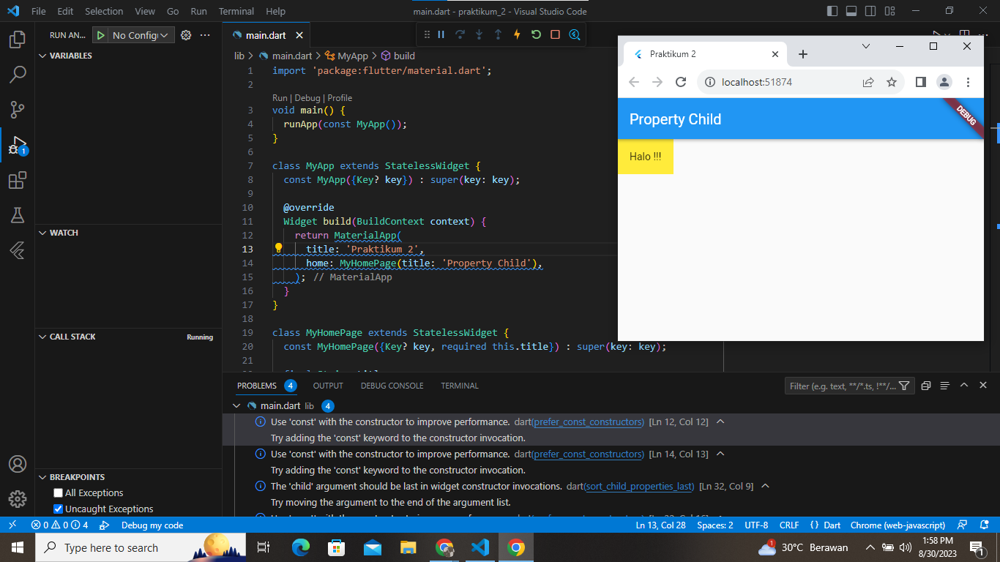 File Edit Selection View Go Run Terminal Help
main.dart - praktikum_2 - Visual Studio Code
RUN AN... No Config
main.dart
VARIABLES
lib > main.dart > MyApp > build
1 import 'package:flutter/material.dart';
2
Run | Debug | Profile
3 void main() {
4 runApp(const MyApp());
5 }
6
7 class MyApp extends StatelessWidget {
8 const MyApp({Key? key}) : super(key: key);
9
10 @override
11 Widget build(BuildContext context) {
12 return MaterialApp(
13 title: 'Praktikum 2',
14 home: MyHomePage(title: 'Property Child'),
15 ); // MaterialApp
16 }
17 }
18
19 class MyHomePage extends StatelessWidget {
20 const MyHomePage({Key? key, required this.title}) : super(key: key);
21
Praktikum 2
localhost:51874
Property Child
DEBUG
Halo !!!
WATCH
CALL STACK
Running
BREAKPOINTS
All Exceptions
Uncaught Exceptions
1
PROBLEMS 4 OUTPUT DEBUG CONSOLE TERMINAL
Filter (e.g. text, **/*.ts, !**/...
main.dart lib 4
Use 'const' with the constructor to improve performance. dart(prefer_const_constructors) [Ln 12, Col 12]
Try adding the 'const' keyword to the constructor invocation.
Use 'const' with the constructor to improve performance. dart(prefer_const_constructors) [Ln 14, Col 13]
Try adding the 'const' keyword to the constructor invocation.
The 'child' argument should be last in widget constructor invocations. dart(sort_child_properties_last) [Ln 32, Col 9]
Try moving the argument to the end of the argument list.
0 0 4 Debug my code
Ln 13, Col 28 Spaces: 2 UTF-8 CRLF {} Dart Chrome (web-javascript)
Type here to search
1
30°C Berawan
1:58 PM
8/30/2023
1